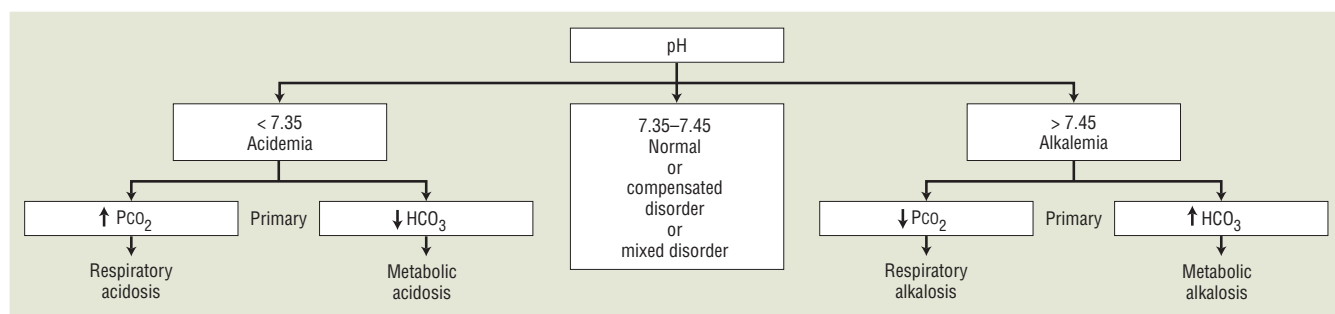 pH
< 7.35
Acidemia
7.35–7.45
Normal
or
compensated
disorder
or
mixed disorder
> 7.45
Alkalemia
↑ PCO₂
Primary
↓ HCO₃
↓ PCO₂
Primary
↑ HCO₃
Respiratory
acidosis
Metabolic
acidosis
Respiratory
alkalosis
Metabolic
alkalosis